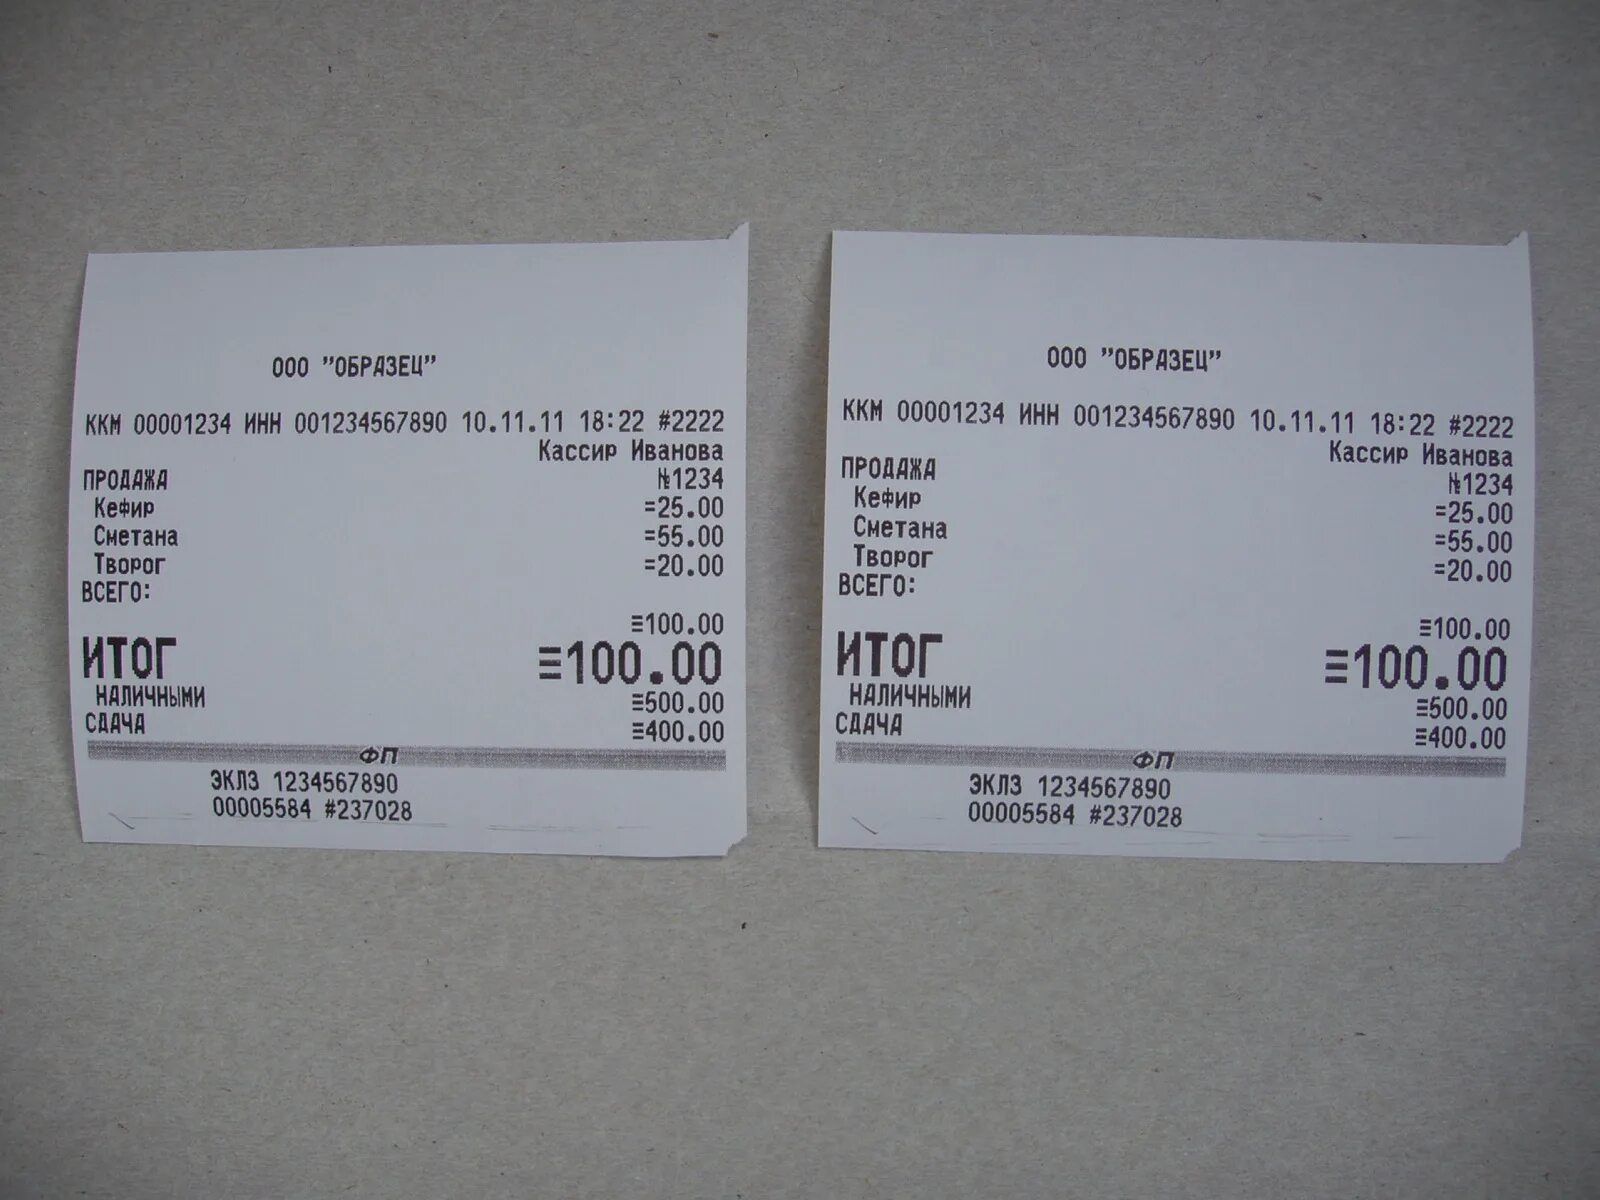 ООО "ОБРАЗЕЦ"
ККМ 00001234 ИНН 001234567890 10.11.11 18:22 #2222
Кассир Иванова
ПРОДАЖА №1234
Кефир =25.00
Сметана =55.00
Творог =20.00
ВСЕГО:
≡100.00
ИТОГ ≡100.00
НАЛИЧНЫМИ ≡500.00
СДАЧА ≡400.00
ФП
ЭКЛЗ 1234567890
00005584 #237028
ООО "ОБРАЗЕЦ"
ККМ 00001234 ИНН 001234567890 10.11.11 18:22 #2222
Кассир Иванова
ПРОДАЖА №1234
Кефир =25.00
Сметана =55.00
Творог =20.00
ВСЕГО:
≡100.00
ИТОГ ≡100.00
НАЛИЧНЫМИ ≡500.00
СДАЧА ≡400.00
ФП
ЭКЛЗ 1234567890
00005584 #237028